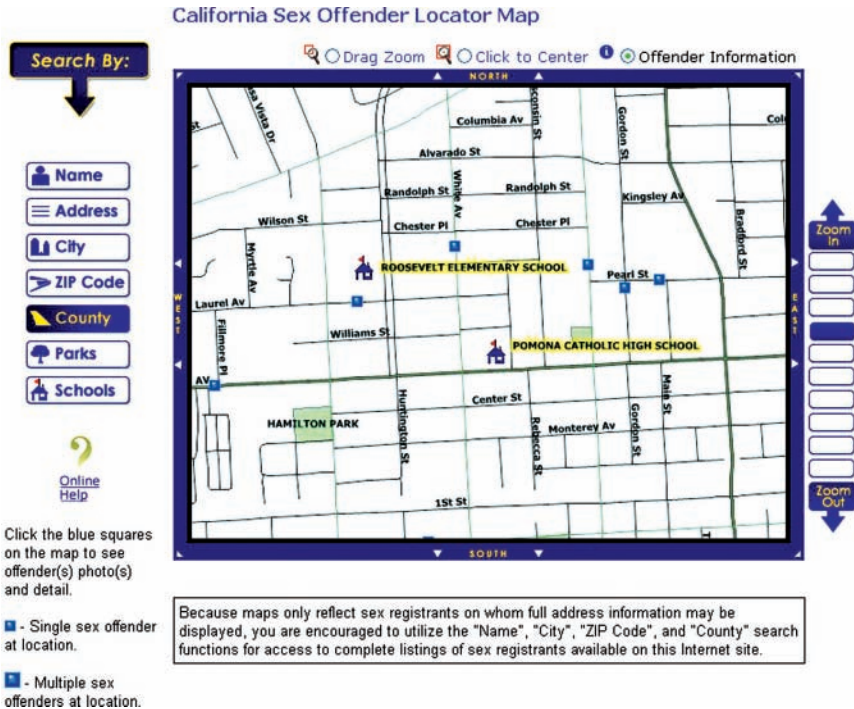 California Sex Offender Locator Map
Search By:
Drag Zoom
Click to Center
Offender Information
NORTH
Columbia Av
Gordon St
Alvarado St
Randolph St
Randolph St
Kingsley Av
White Av
Wilson St
Chester Pl
Chester Pl
Bradford St
Myrtle Av
ROOSEVELT ELEMENTARY SCHOOL
Pearl St
Laurel Av
Williams St
Fillmore Pl
POMONA CATHOLIC HIGH SCHOOL
AV
Huntington St
Center St
Main St
HAMILTON PARK
Rebecca St
Monterey Av
Gordon St
1St St
WEST
EAST
SOUTH
Name
Address
City
ZIP Code
County
Parks
Schools
Online
Help
Zoom
In
Zoom
Out
Click the blue squares
on the map to see
offender(s) photo(s)
and detail.
- Single sex offender
at location.
- Multiple sex
offenders at location.
Because maps only reflect sex registrants on whom full address information may be
displayed, you are encouraged to utilize the "Name", "City", "ZIP Code", and "County" search
functions for access to complete listings of sex registrants available on this Internet site.